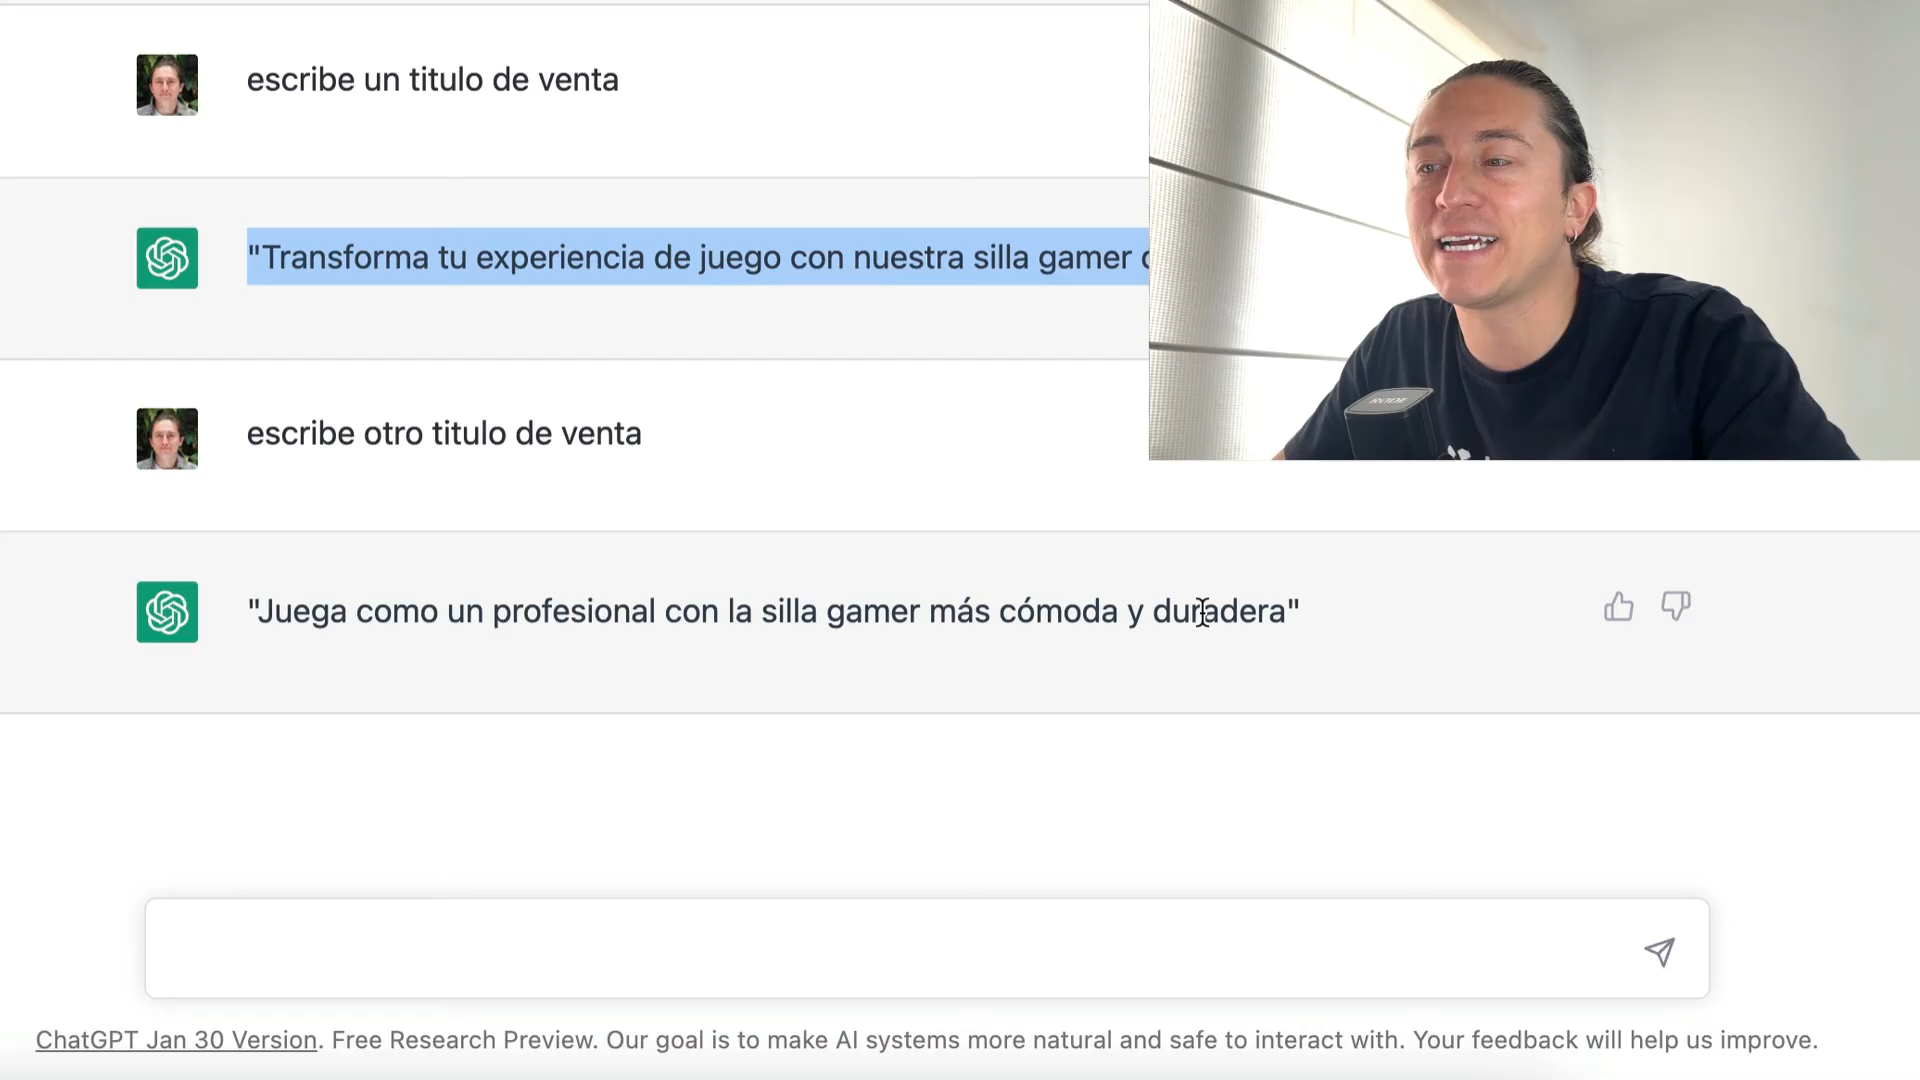 escribe un titulo de venta
"Transforma tu experiencia de juego con nuestra silla gamer
RODE
escribe otro titulo de venta
"Juega como un profesional con la silla gamer más cómoda y duradera"
ChatGPT Jan 30 Version. Free Research Preview. Our goal is to make AI systems more natural and safe to interact with. Your feedback will help us improve.